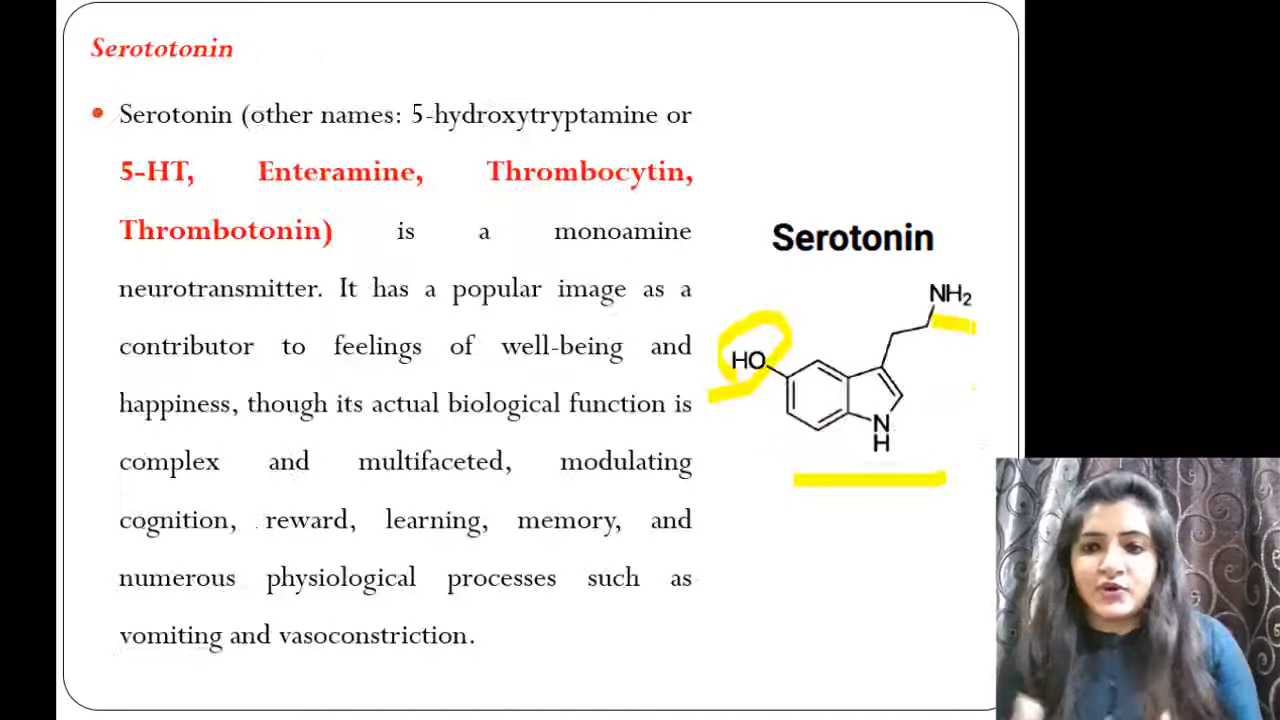 Serototonin
• Serotonin (other names: 5-hydroxytryptamine or
5-HT, Enteramine, Thrombocytin,
Thrombotonin) is a monoamine
neurotransmitter. It has a popular image as a
contributor to feelings of well-being and
happiness, though its actual biological function is
complex and multifaceted, modulating
cognition, reward, learning, memory, and
numerous physiological processes such as
vomiting and vasoconstriction.
Serotonin
NH₂
HO
N
H